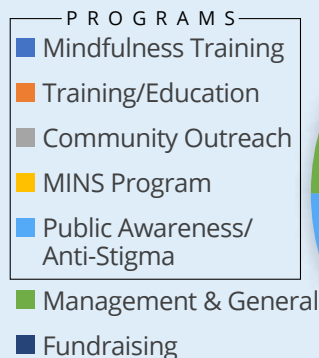 PROGRAMS
Mindfulness Training
Training/Education
Community Outreach
MINS Program
Public Awareness/
Anti-Stigma
Management & General
Fundraising